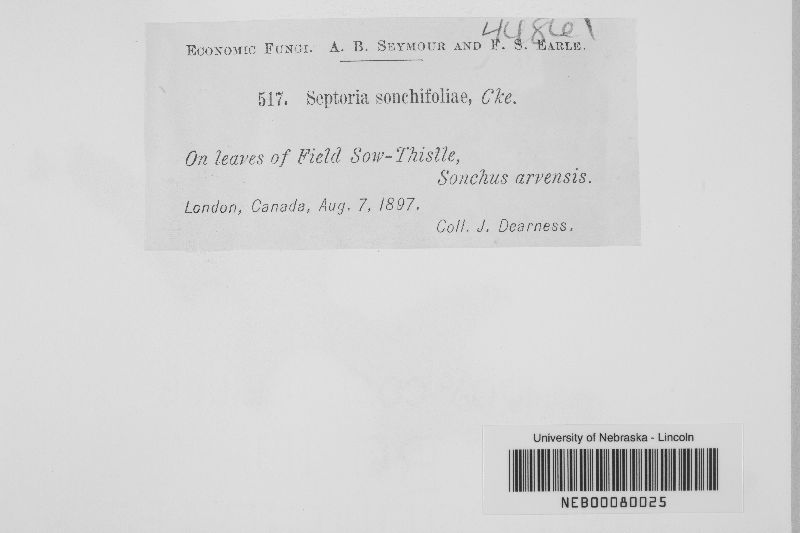 44861
Economic Fungi. A. B. Seymour and F. S. Earle.
517. Septoria sonchifoliae, Cke.
On leaves of Field Sow-Thistle,
Sonchus arvensis.
London, Canada, Aug. 7, 1897.
Coll. J. Dearness.
University of Nebraska - Lincoln
NEB00080025